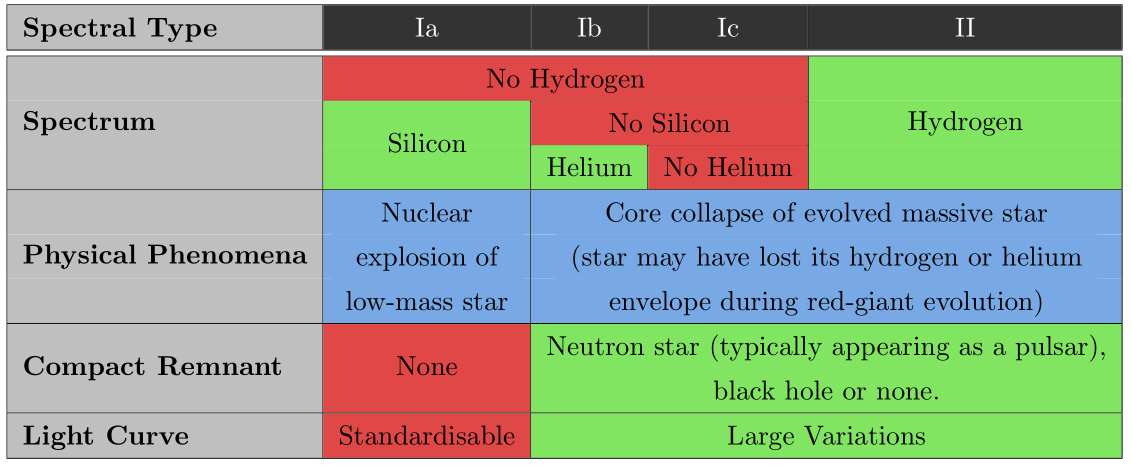 Spectral Type Ia Ib Ic II
No Hydrogen
Spectrum Silicon No Silicon Hydrogen
Helium No Helium
Nuclear Core collapse of evolved massive star
Physical Phenomena explosion of (star may have lost its hydrogen or helium
low-mass star envelope during red-giant evolution)
Compact Remnant None Neutron star (typically appearing as a pulsar),
black hole or none.
Light Curve Standardisable Large Variations